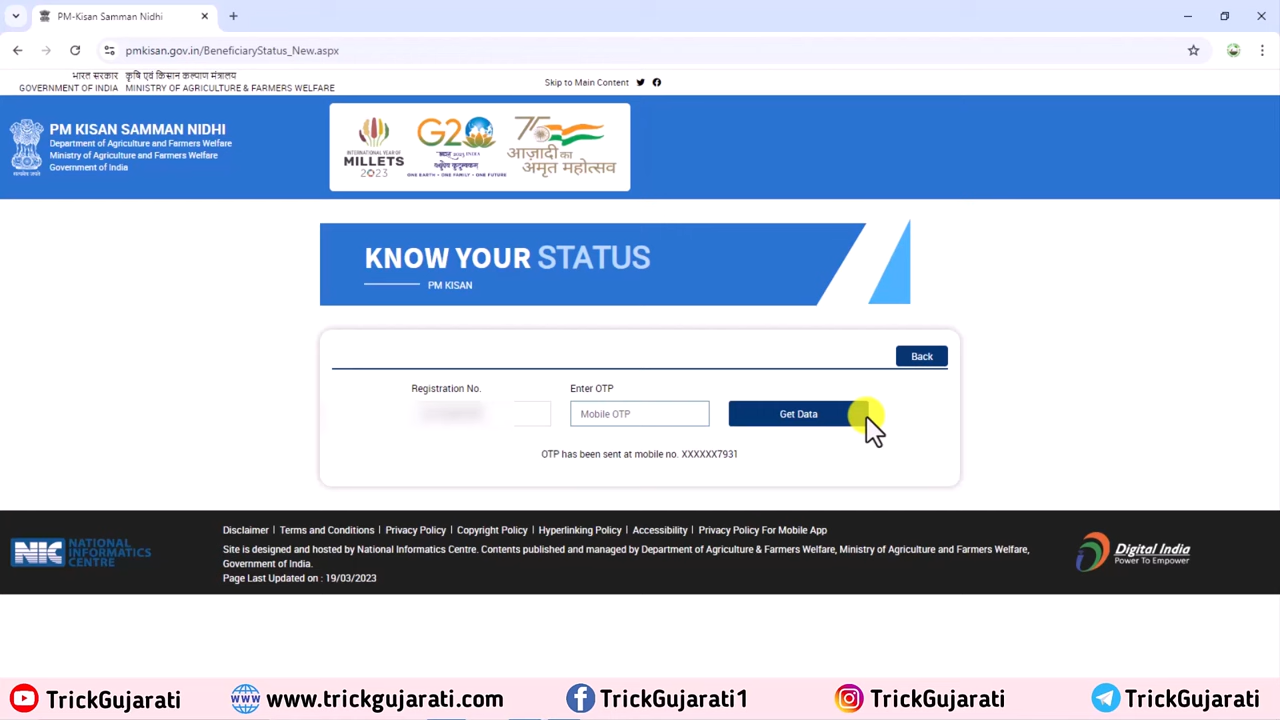 PM-Kisan Samman Nidhi
pmkisan.gov.in/BeneficiaryStatus_New.aspx
भारत सरकार कृषि एवं किसान कल्याण मंत्रालय
GOVERNMENT OF INDIA MINISTRY OF AGRICULTURE & FARMERS WELFARE
Skip to Main Content
PM KISAN SAMMAN NIDHI
Department of Agriculture and Farmers Welfare
Ministry of Agriculture and Farmers Welfare
Government of India
INTERNATIONAL YEAR OF
MILLETS
2023
G20
भारत 2023 INDIA
वसुधैव कुटुम्बकम्
ONE EARTH • ONE FAMILY • ONE FUTURE
75
आज़ादी का
अमृत महोत्सव
KNOW YOUR STATUS
PM KISAN
Back
Registration No.
Enter OTP
Mobile OTP
Get Data
OTP has been sent at mobile no. XXXXXX7931
Disclaimer | Terms and Conditions | Privacy Policy | Copyright Policy | Hyperlinking Policy | Accessibility | Privacy Policy For Mobile App
NIC NATIONAL
INFORMATICS
CENTRE
Site is designed and hosted by National Informatics Centre. Contents published and managed by Department of Agriculture & Farmers Welfare, Ministry of Agriculture and Farmers Welfare,
Government of India.
Page Last Updated on : 19/03/2023
Digital India
Power To Empower
TrickGujarati
www.trickgujarati.com
TrickGujarati1
TrickGujarati
TrickGujarati